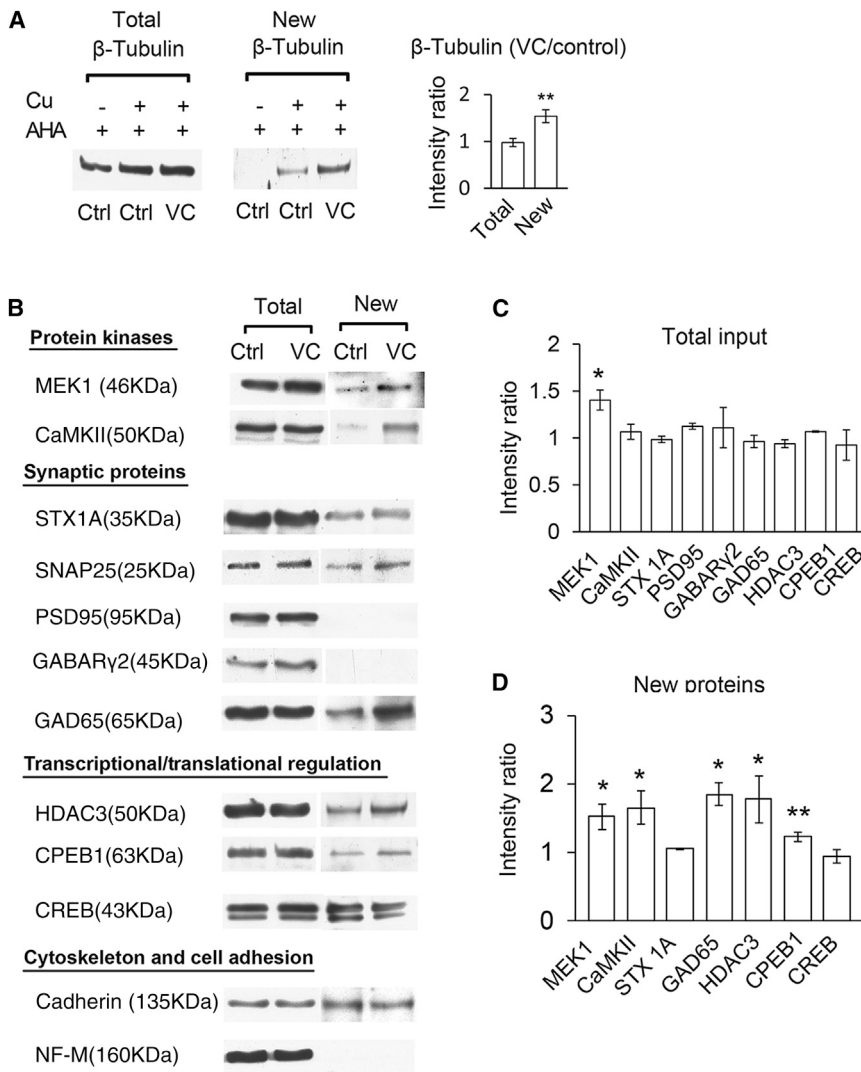 A
Total
β-Tubulin
New
β-Tubulin
Cu - + + - + +
AHA + + + + + +
Ctrl Ctrl VC Ctrl Ctrl VC
β-Tubulin (VC/control)
Intensity ratio
2
1
0
**
Total
New
B
Total New
Ctrl VC Ctrl VC
Protein kinases
MEK1 (46KDa)
CaMKII(50KDa)
Synaptic proteins
STX1A(35KDa)
SNAP25(25KDa)
PSD95(95KDa)
GABARγ2(45KDa)
GAD65(65KDa)
Transcriptional/translational regulation
HDAC3(50KDa)
CPEB1(63KDa)
CREB(43KDa)
Cytoskeleton and cell adhesion
Cadherin (135KDa)
NF-M(160KDa)
C
Total input
Intensity ratio
2
1.5
1
0.5
0
*
MEK1
CaMKII
STX 1A
PSD95
GABARγ2
GAD65
HDAC3
CPEB1
CREB
D
New proteins
Intensity ratio
3
2
1
0
* * * * **
MEK1
CaMKII
STX 1A
GAD65
HDAC3
CPEB1
CREB